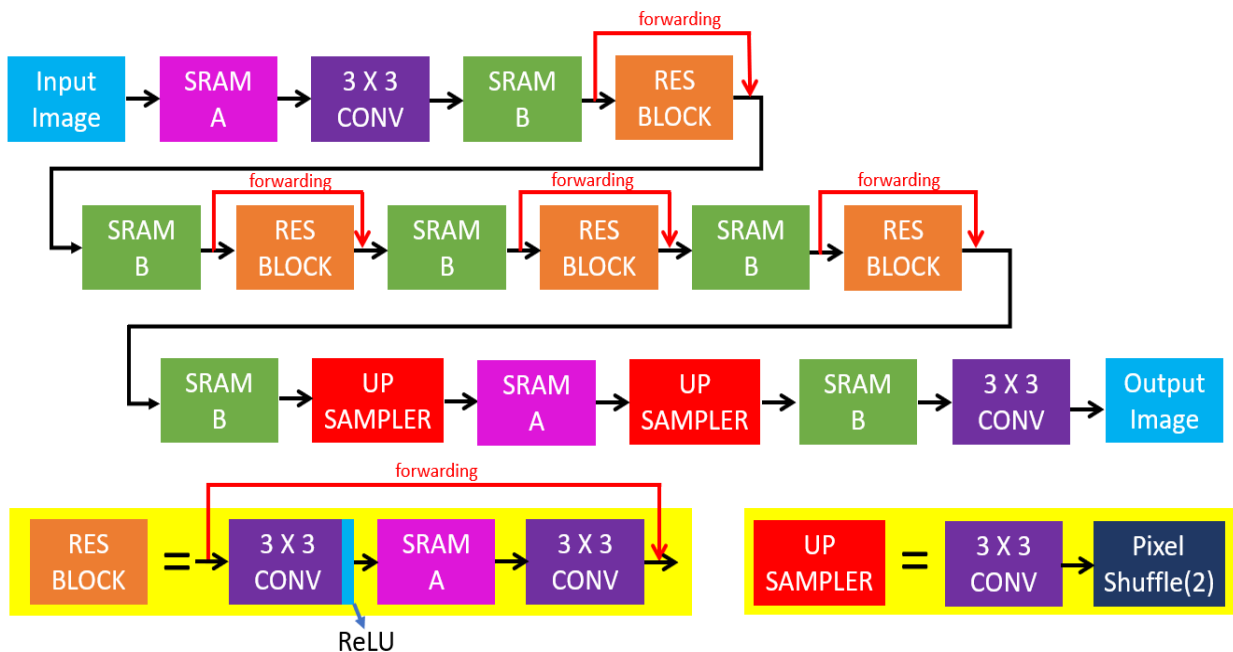 forwarding
Input
Image
SRAM
A
3 X 3
CONV
SRAM
B
RES
BLOCK
forwarding
forwarding
forwarding
SRAM
B
RES
BLOCK
SRAM
B
RES
BLOCK
SRAM
B
RES
BLOCK
SRAM
B
UP
SAMPLER
SRAM
A
UP
SAMPLER
SRAM
B
3 X 3
CONV
Output
Image
forwarding
RES
BLOCK
=
3 X 3
CONV
SRAM
A
3 X 3
CONV
ReLU
UP
SAMPLER
=
3 X 3
CONV
Pixel
Shuffle(2)